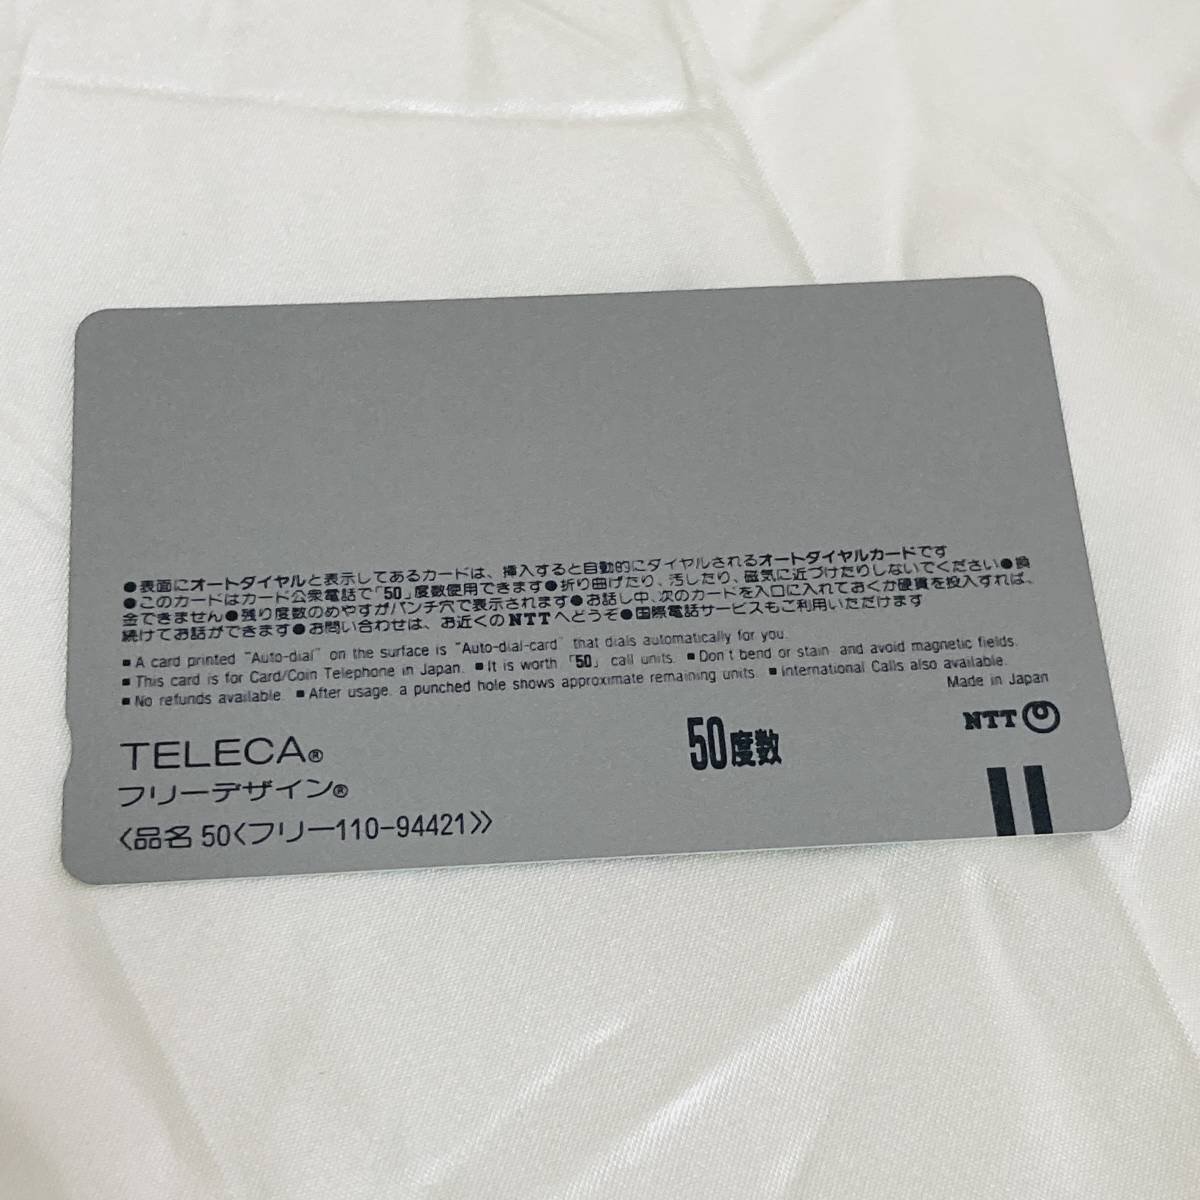 ●表面にオートダイヤルと表示してあるカードは、挿入すると自動的にダイヤルされるオートダイヤルカードです
●このカードはカード公衆電話で「50」度数使用できます●折り曲げたり、汚したり、磁気に近づけたりしないでください●換
金できません●残り度数のめやすがパンチ穴で表示されます●お話し中、次のカードを入口に入れておくか硬貨を投入すれば、
続けてお話ができます●お問い合わせは、お近くのNTTへどうぞ●国際電話サービスもご利用いただけます
■A card printed "Auto-dial" on the surface is "Auto-dial-card" that dials automatically for you.
■This card is for Card/Coin Telephone in Japan. ■It is worth「50」call units. ■Don't bend or stain, and avoid magnetic fields.
■No refunds available. ■After usage, a punched hole shows approximate remaining units. ■International Calls also available.
Made in Japan
TELECA® 50度数 NTT
フリーデザイン®
〈品名 50〈フリー110-94421〉〉